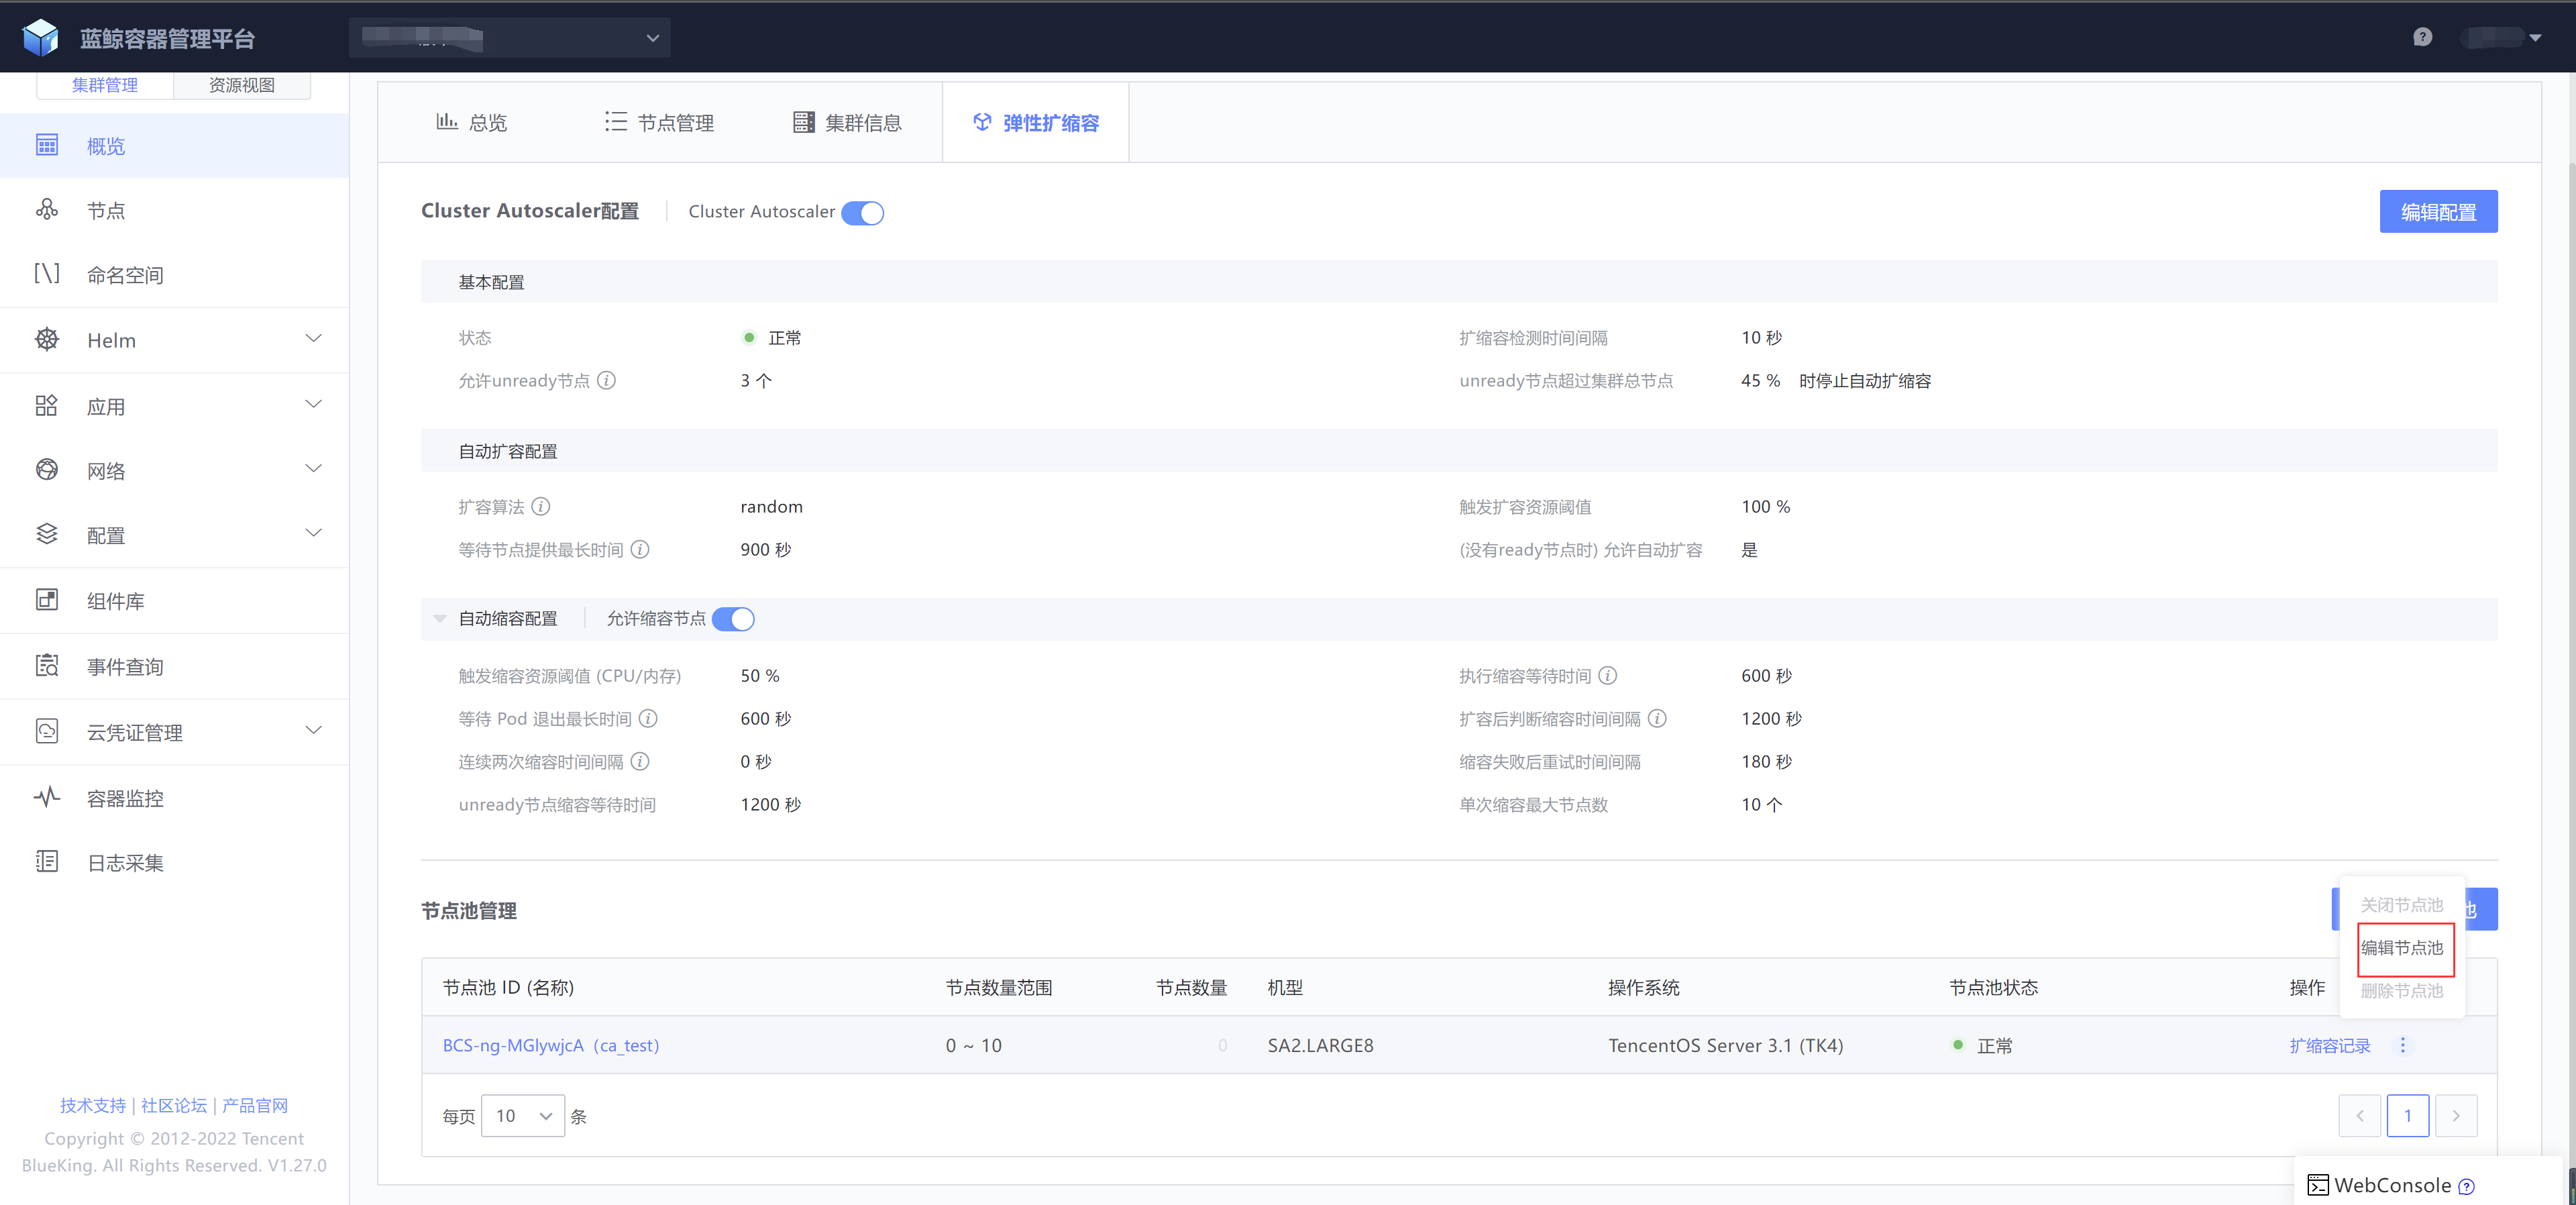 蓝鲸容器管理平台
集群管理
资源视图
概览
节点
命名空间
Helm
应用
网络
配置
组件库
事件查询
云凭证管理
容器监控
日志采集
技术支持 | 社区论坛 | 产品官网
Copyright © 2012-2022 Tencent
BlueKing. All Rights Reserved. V1.27.0
总览
节点管理
集群信息
弹性扩缩容
Cluster Autoscaler配置
Cluster Autoscaler
编辑配置
基本配置
状态 正常
扩缩容检测时间间隔 10 秒
允许unready节点 3 个
unready节点超过集群总节点 45 % 时停止自动扩缩容
自动扩容配置
扩容算法 random
触发扩容资源阈值 100 %
等待节点提供最长时间 900 秒
(没有ready节点时) 允许自动扩容 是
自动缩容配置 允许缩容节点
触发缩容资源阈值 (CPU/内存) 50 %
执行缩容等待时间 600 秒
等待 Pod 退出最长时间 600 秒
扩容后判断缩容时间间隔 1200 秒
连续两次缩容时间间隔 0 秒
缩容失败后重试时间间隔 180 秒
unready节点缩容等待时间 1200 秒
单次缩容最大节点数 10 个
节点池管理
关闭节点池
编辑节点池
删除节点池
节点池 ID (名称) 节点数量范围 节点数量 机型 操作系统 节点池状态 操作
BCS-ng-MGlywjcA（ca_test） 0 ~ 10 0 SA2.LARGE8 TencentOS Server 3.1 (TK4) 正常 扩缩容记录
每页 10 条
1
WebConsole